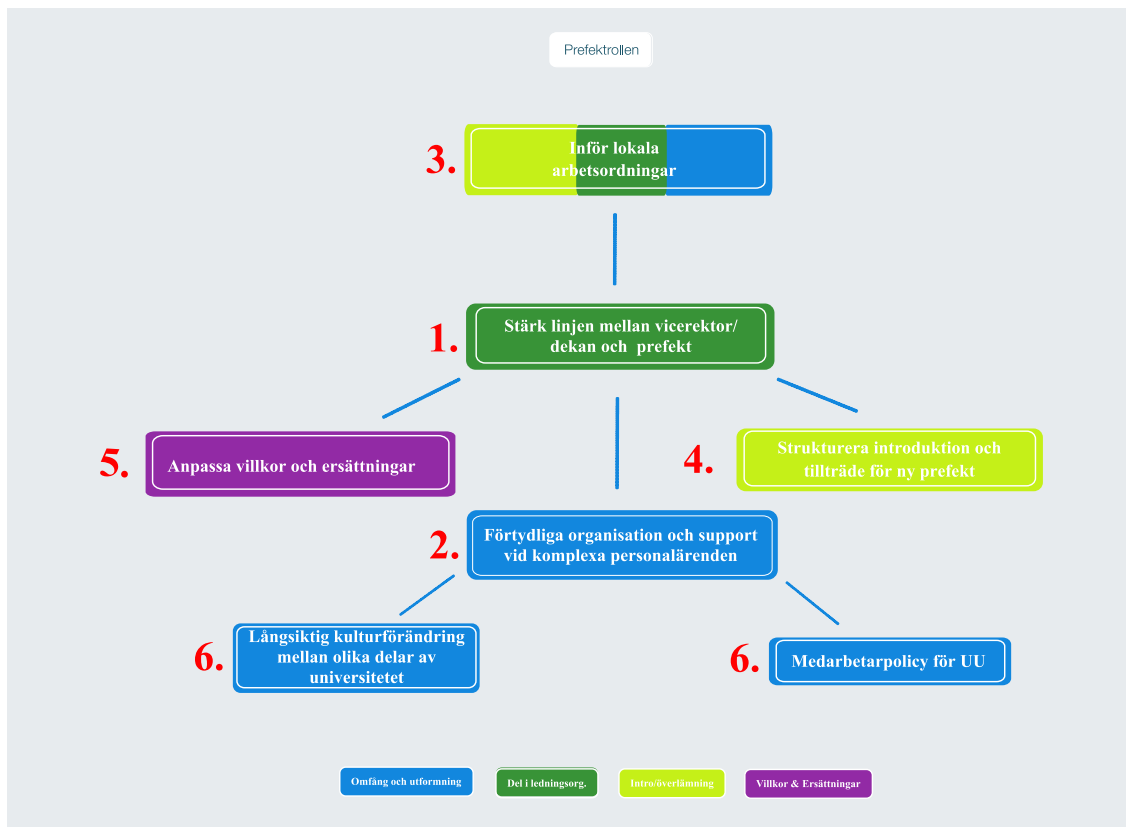 Prefektrollen
3.
Inför lokala
arbetsordningar
1.
Stärk linjen mellan vicerektor/
dekan och prefekt
5.
Anpassa villkor och ersättningar
4.
Strukturera introduktion och
tillträde för ny prefekt
2.
Förtydliga organisation och support
vid komplexa personalärenden
6.
Långsiktig kulturförändring
mellan olika delar av
universitetet
6.
Medarbetarpolicy för UU
Omfång och utformning
Del i ledningsorg.
Intro/överlämning
Villkor & Ersättningar